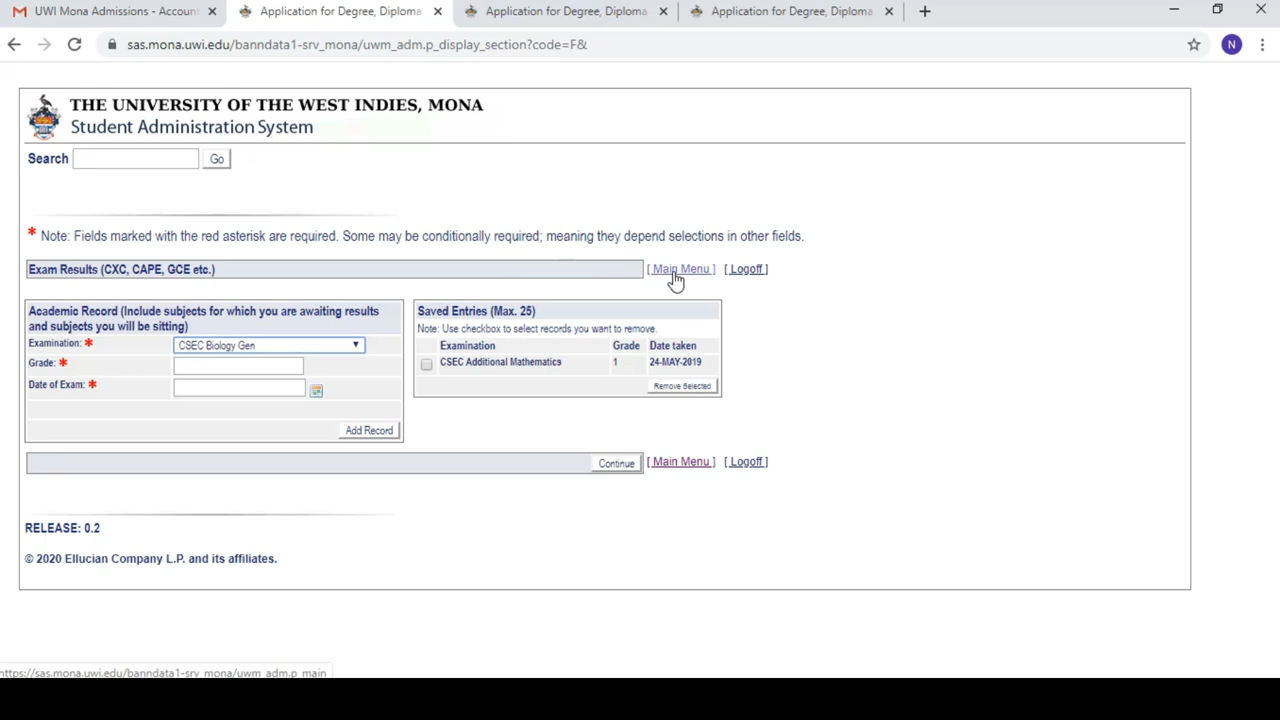 UWI Mona Admissions - Accoun
Application for Degree, Diploma
Application for Degree, Diploma
Application for Degree, Diploma
sas.mona.uwi.edu/banndata1-srv_mona/uwm_adm.p_display_section?code=F&
N
THE UNIVERSITY OF THE WEST INDIES, MONA
Student Administration System
Search
Go
* Note: Fields marked with the red asterisk are required. Some may be conditionally required; meaning they depend selections in other fields.
Exam Results (CXC, CAPE, GCE etc.)
[ Main Menu ] [ Logoff ]
Academic Record (Include subjects for which you are awaiting results
and subjects you will be sitting)
Examination: * CSEC Biology Gen
Grade: *
Date of Exam: *
Add Record
Saved Entries (Max. 25)
Note: Use checkbox to select records you want to remove.
Examination Grade Date taken
CSEC Additional Mathematics 1 24-MAY-2019
Remove Selected
Continue [ Main Menu ] [ Logoff ]
RELEASE: 0.2
© 2020 Ellucian Company L.P. and its affiliates.
https://sas.mona.uwi.edu/banndata1-srv_mona/uwm_adm.p_main